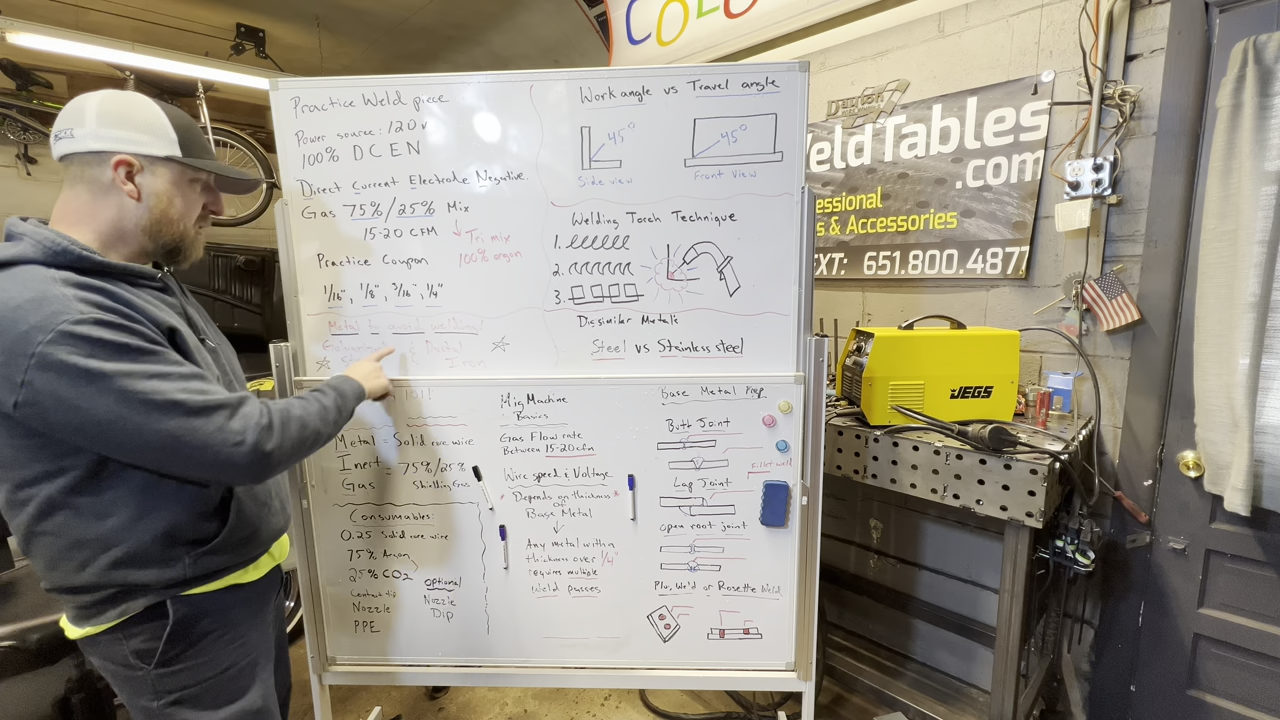 COLO
Practice Weld piece
Power source: 120v
100% DCEN
Direct Current Electrode Negative
Gas 75%/25% Mix
15-20 CFM
Tri mix
100% argon
Practice Coupon
1/16", 1/8", 3/16", 1/4"
Metal to avoid welding!
& Ductal
Iron
Work angle vs Travel angle
45°
45°
Side view
Front View
Welding Torch Technique
1.
2.
3.
Dissimilar Metals
Steel vs Stainless steel
Metal = Solid core wire
Inert = 75%/25%
Gas Shielding Gas
Consumables:
0.25 Solid core wire
75% Argon
25% CO2
Contact tip
Nozzle
PPE
optional
Nozzle
Dip
Mig Machine
Basics
Gas Flow rate
Between 15-20cfm
Wire speed & Voltage
* Depends on thickness *
of
Base Metal
Any metal with a
thickness over 1/4"
requires multiple
Weld passes
Base Metal Prep
Butt Joint
fillet weld
Lap Joint
Open root joint
Plug Weld or Rosette Weld
Dayton
WeldTables
.com
essional
s & Accessories
EXT: 651.800.4877
JEGS